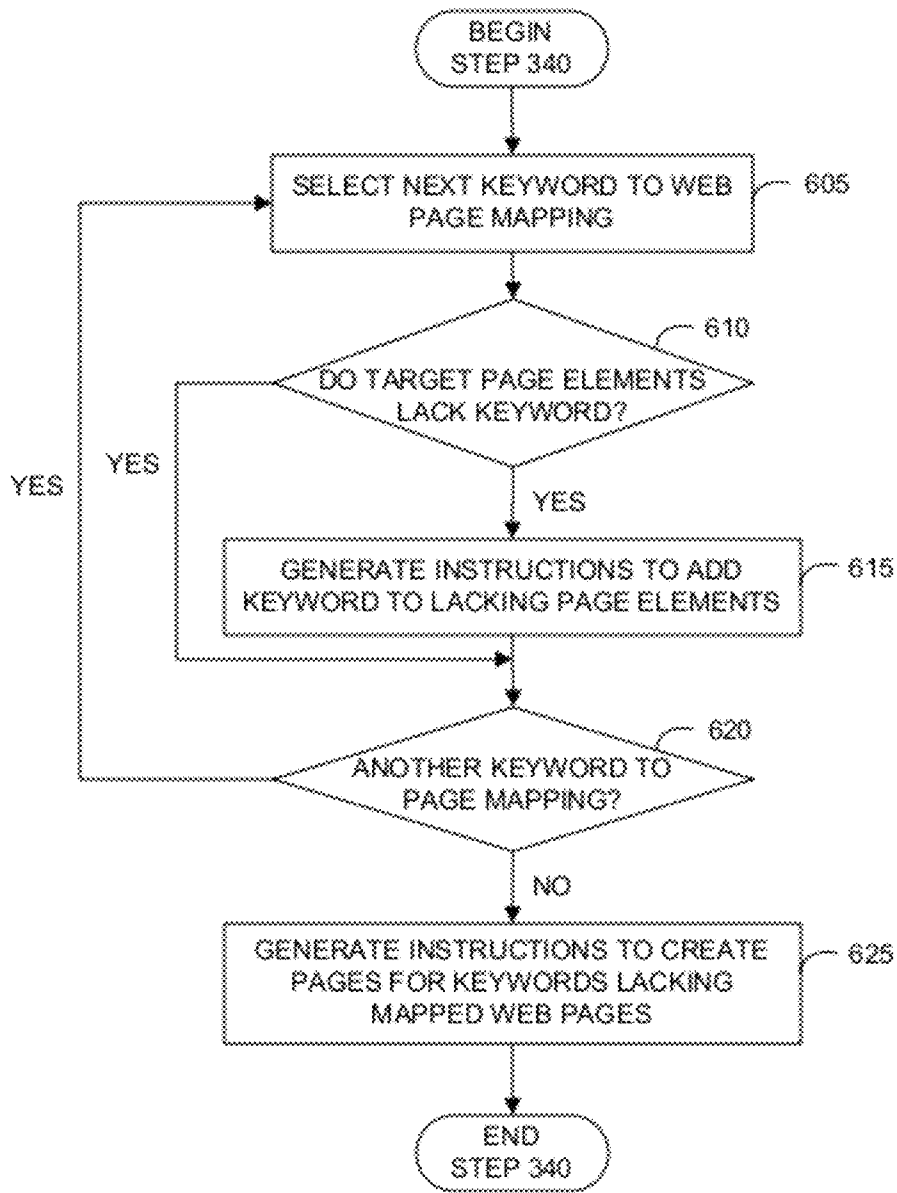 BEGIN
STEP 340
SELECT NEXT KEYWORD TO WEB
PAGE MAPPING
605
DO TARGET PAGE ELEMENTS
LACK KEYWORD?
610
YES
YES
YES
GENERATE INSTRUCTIONS TO ADD
KEYWORD TO LACKING PAGE ELEMENTS
615
ANOTHER KEYWORD TO
PAGE MAPPING?
620
NO
GENERATE INSTRUCTIONS TO CREATE
PAGES FOR KEYWORDS LACKING
MAPPED WEB PAGES
625
END
STEP 340